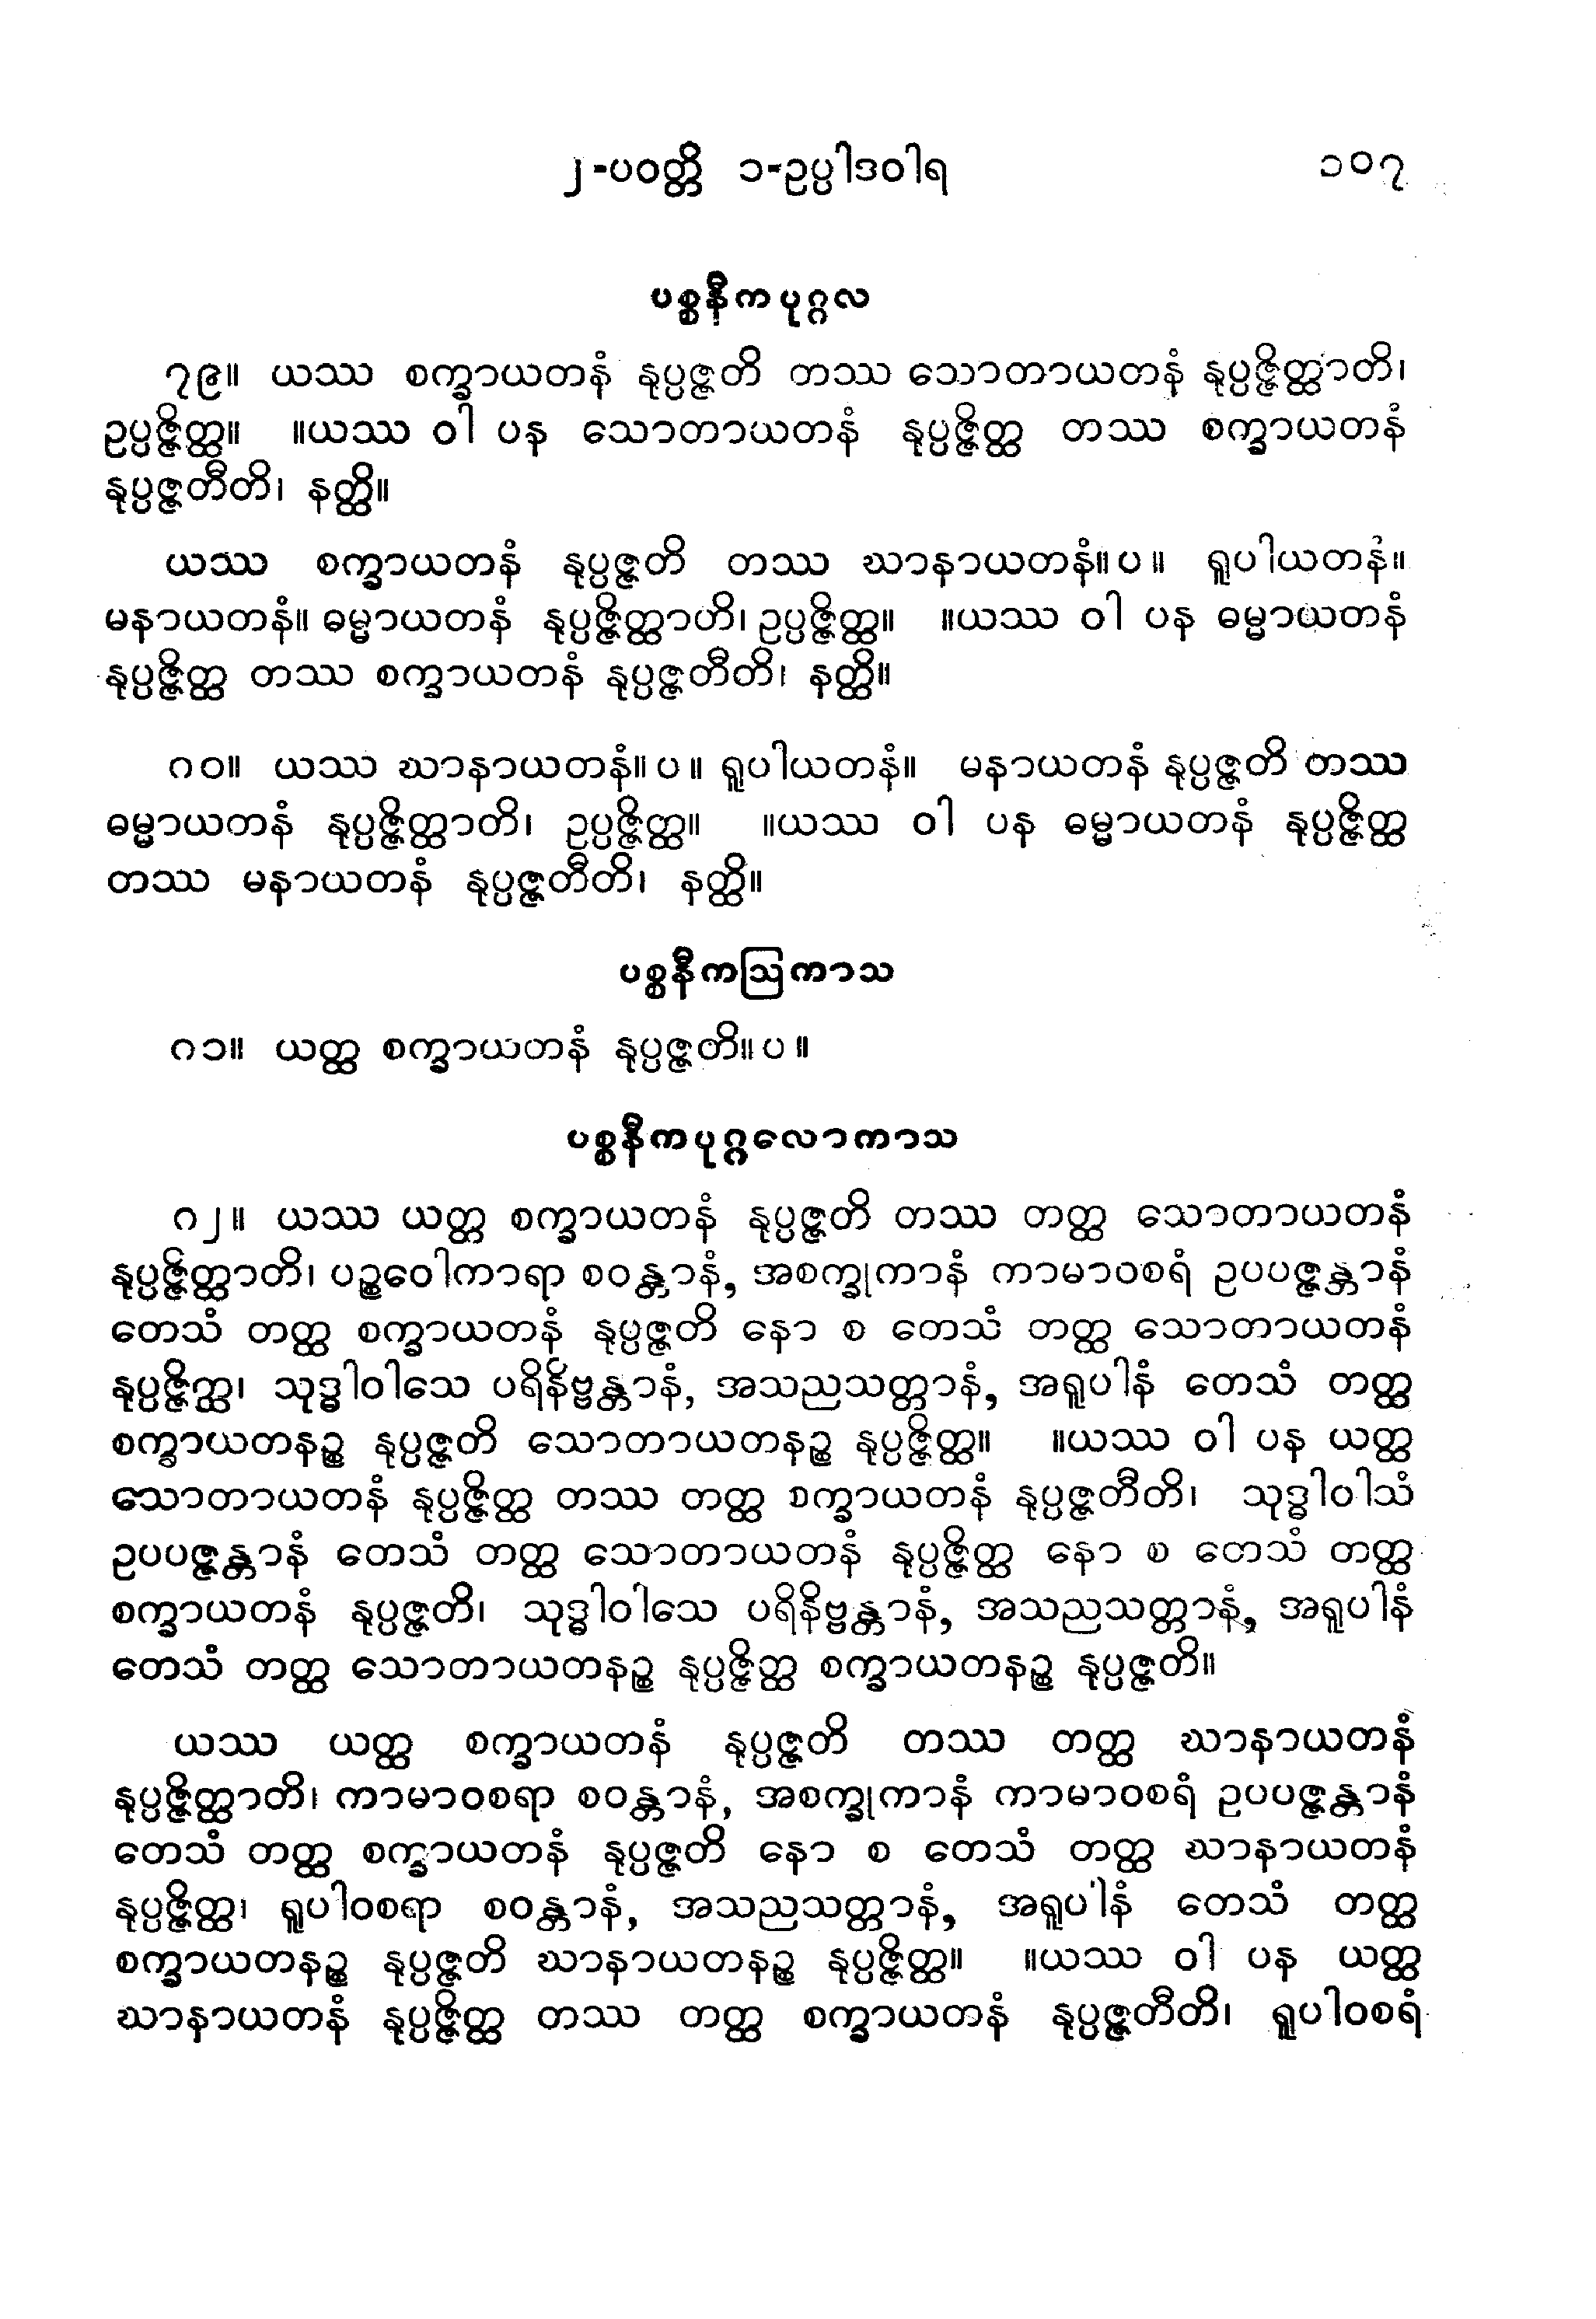 ၂-ပဝတ္တိ ၁-ဥပ္ပါဒဝါရ ၁၀၇
ပစ္စနီကပုဂ္ဂလ
၇၉။ ယဿ စက္ခာယတနံ နုပ္ပဇ္ဇတိ တဿ သောတာယတနံ နုပ္ပဇ္ဇိတ္ထာတိ၊
ဥပ္ပဇ္ဇိတ္ထ။ ။ယဿ ဝါ ပန သောတာယတနံ နုပ္ပဇ္ဇိတ္ထ တဿ စက္ခာယတနံ
နုပ္ပဇ္ဇတီတိ၊ နတ္ထိ။
ယဿ စက္ခာယတနံ နုပ္ပဇ္ဇတိ တဿ ဃာနာယတနံ။ပ။ ရူပါယတနံ။
မနာယတနံ။ ဓမ္မာယတနံ နုပ္ပဇ္ဇိတ္ထာတိ၊ ဥပ္ပဇ္ဇိတ္ထ။ ။ယဿ ဝါ ပန ဓမ္မာယတနံ
နုပ္ပဇ္ဇိတ္ထ တဿ စက္ခာယတနံ နုပ္ပဇ္ဇတီတိ၊ နတ္ထိ။
၈၀။ ယဿ ဃာနာယတနံ။ပ။ ရူပါယတနံ။ မနာယတနံ နုပ္ပဇ္ဇတိ တဿ
ဓမ္မာယတနံ နုပ္ပဇ္ဇိတ္ထာတိ၊ ဥပ္ပဇ္ဇိတ္ထ။ ။ယဿ ဝါ ပန ဓမ္မာယတနံ နုပ္ပဇ္ဇိတ္ထ
တဿ မနာယတနံ နုပ္ပဇ္ဇတီတိ၊ နတ္ထိ။
ပစ္စနီကဩကာသ
၈၁။ ယတ္ထ စက္ခာယတနံ နုပ္ပဇ္ဇတိ။ပ။
ပစ္စနီကပုဂ္ဂလောကာသ
၈၂။ ယဿ ယတ္ထ စက္ခာယတနံ နုပ္ပဇ္ဇတိ တဿ တတ္ထ သောတာယတနံ
နုပ္ပဇ္ဇိတ္ထာတိ၊ ပဉ္စဝေါကာရာ စဝန္တာနံ, အစက္ခုကာနံ ကာမာဝစရံ ဥပပဇ္ဇန္တာနံ
တေသံ တတ္ထ စက္ခာယတနံ နုပ္ပဇ္ဇတိ နော စ တေသံ တတ္ထ သောတာယတနံ
နုပ္ပဇ္ဇိတ္ထ၊ သုဒ္ဓါဝါသေ ပရိနိဗ္ဗန္တာနံ, အသညသတ္တာနံ, အရူပါနံ တေသံ တတ္ထ
စက္ခာယတနဉ္စ နုပ္ပဇ္ဇတိ သောတာယတနဉ္စ နုပ္ပဇ္ဇိတ္ထ။ ။ယဿ ဝါ ပန ယတ္ထ
သောတာယတနံ နုပ္ပဇ္ဇိတ္ထ တဿ တတ္ထ စက္ခာယတနံ နုပ္ပဇ္ဇတီတိ၊ သုဒ္ဓါဝါသံ
ဥပပဇ္ဇန္တာနံ တေသံ တတ္ထ သောတာယတနံ နုပ္ပဇ္ဇိတ္ထ နော စ တေသံ တတ္ထ
စက္ခာယတနံ နုပ္ပဇ္ဇတိ၊ သုဒ္ဓါဝါသေ ပရိနိဗ္ဗန္တာနံ, အသညသတ္တာနံ, အရူပါနံ
တေသံ တတ္ထ သောတာယတနဉ္စ နုပ္ပဇ္ဇိတ္ထ စက္ခာယတနဉ္စ နုပ္ပဇ္ဇတိ။
ယဿ ယတ္ထ စက္ခာယတနံ နုပ္ပဇ္ဇတိ တဿ တတ္ထ ဃာနာယတနံ
နုပ္ပဇ္ဇိတ္ထာတိ၊ ကာမာဝစရာ စဝန္တာနံ, အစက္ခုကာနံ ကာမာဝစရံ ဥပပဇ္ဇန္တာနံ
တေသံ တတ္ထ စက္ခာယတနံ နုပ္ပဇ္ဇတိ နော စ တေသံ တတ္ထ ဃာနာယတနံ
နုပ္ပဇ္ဇိတ္ထ၊ ရူပါဝစရာ စဝန္တာနံ, အသညသတ္တာနံ, အရူပါနံ တေသံ တတ္ထ
စက္ခာယတနဉ္စ နုပ္ပဇ္ဇတိ ဃာနာယတနဉ္စ နုပ္ပဇ္ဇိတ္ထ။ ။ယဿ ဝါ ပန ယတ္ထ
ဃာနာယတနံ နုပ္ပဇ္ဇိတ္ထ တဿ တတ္ထ စက္ခာယတနံ နုပ္ပဇ္ဇတီတိ၊ ရူပါဝစရံ